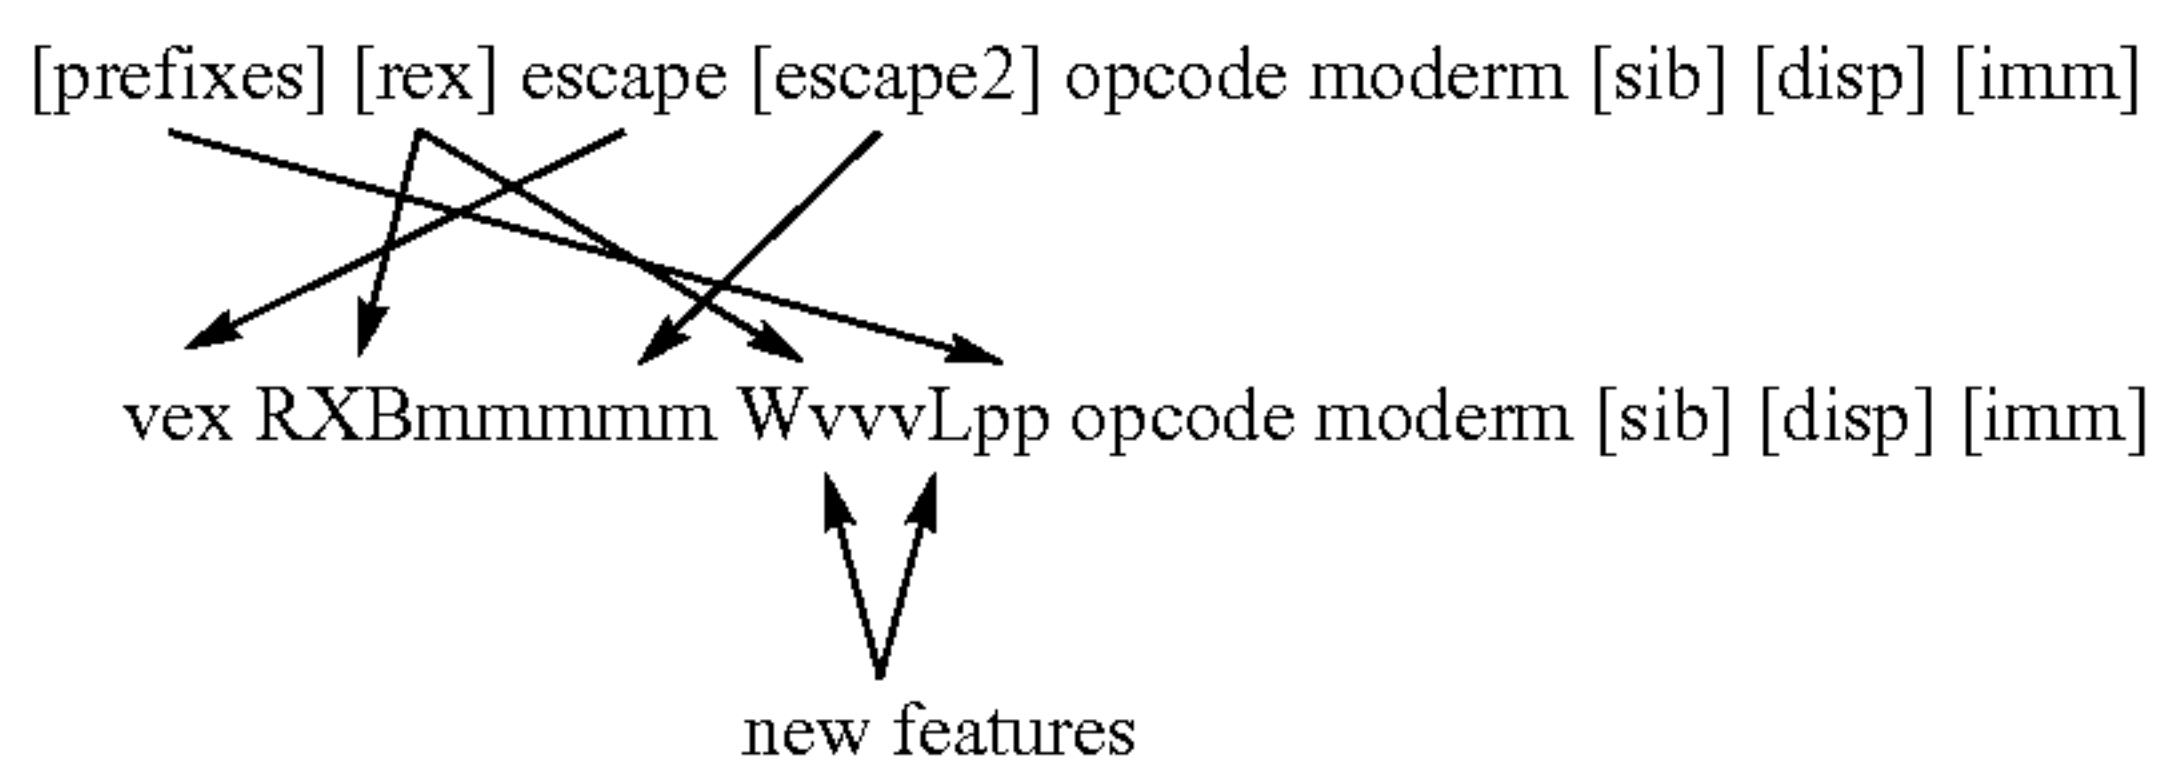 [prefixes] [rex] escape [escape2] opcode moderm [sib] [disp] [imm]
vex RXBmmmmm WvvvLpp opcode moderm [sib] [disp] [imm]
new features